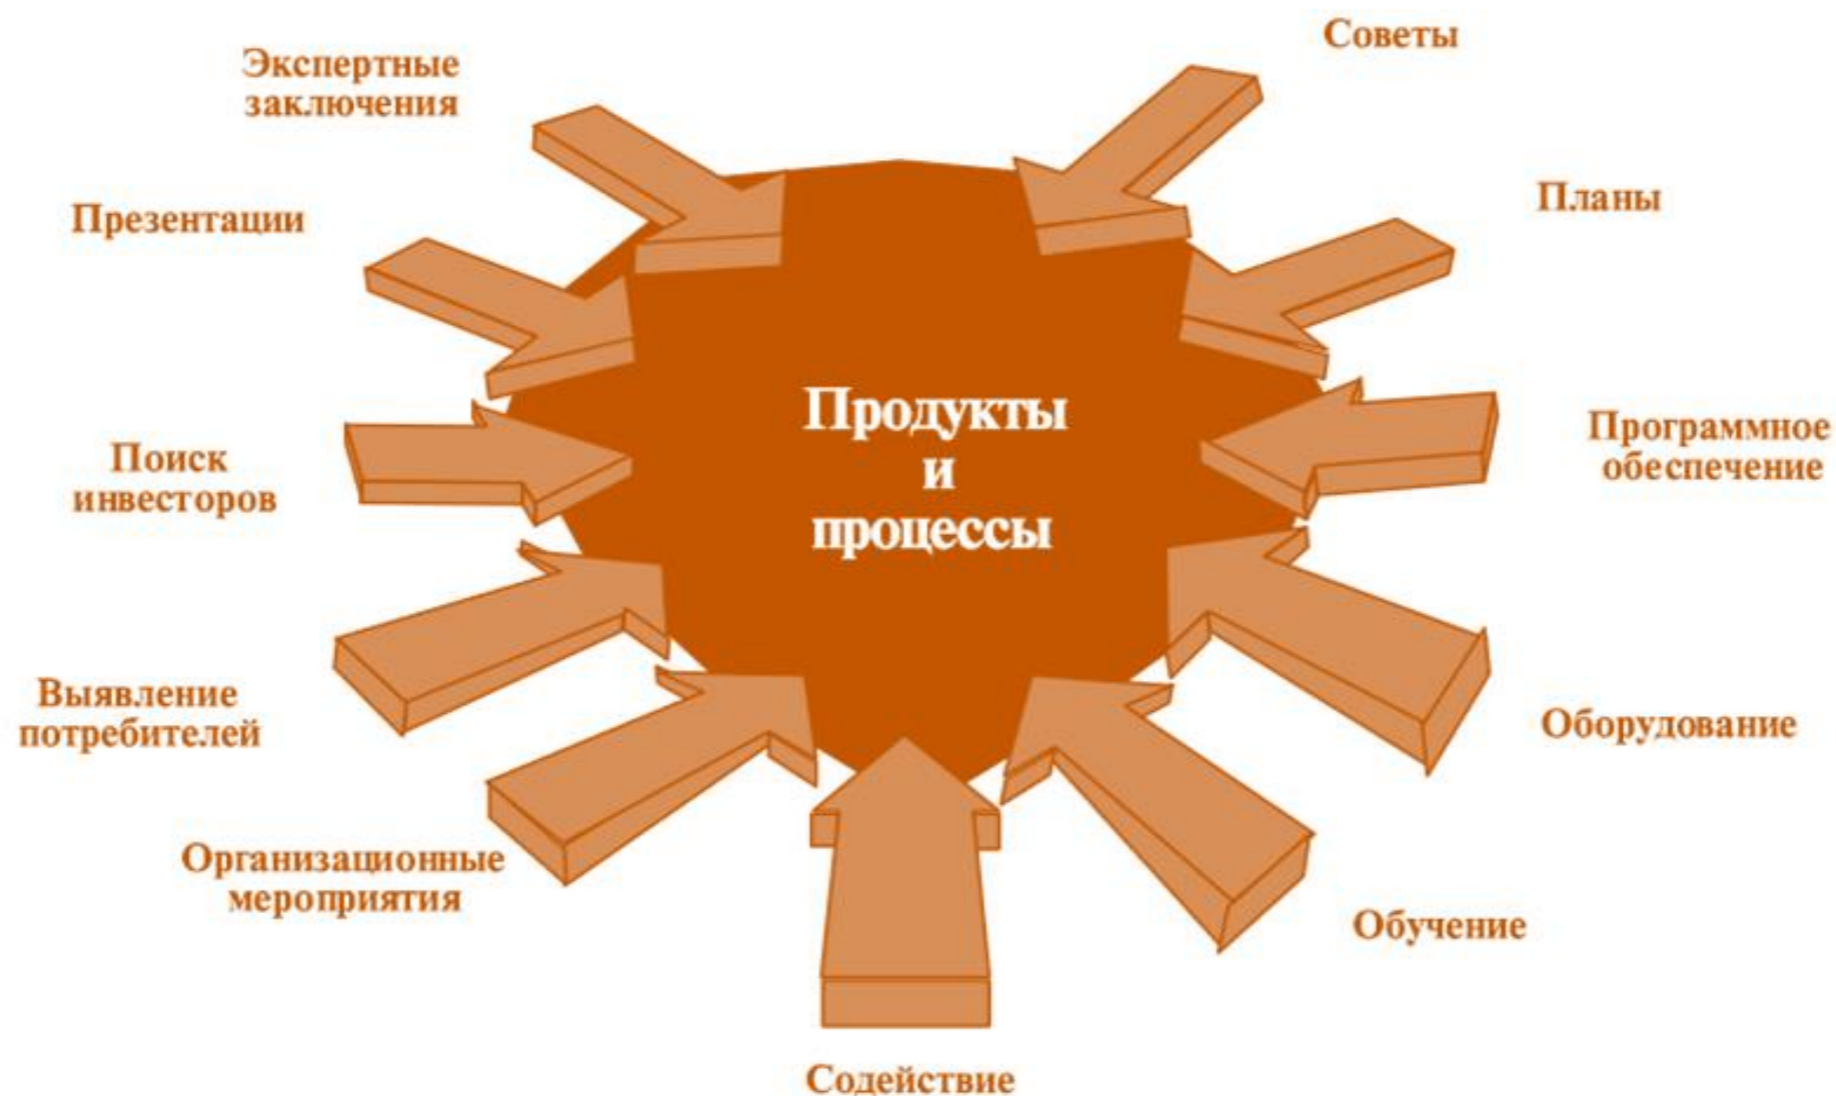 Советы
Экспертные
заключения
Планы
Презентации
Продукты
и
процессы
Программное
обеспечение
Поиск
инвесторов
Выявление
потребителей
Оборудование
Организационные
мероприятия
Обучение
Содействие